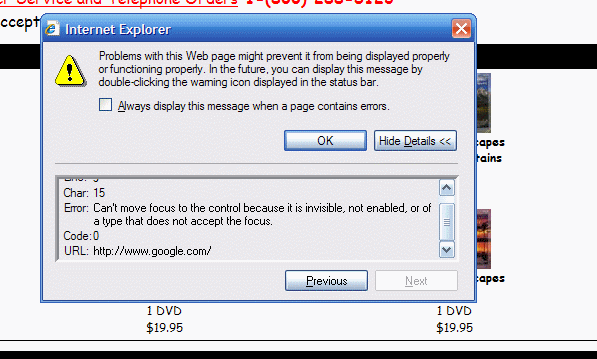 er Service and Telephone Orders 1-(800) 235-5126
ccept
Internet Explorer
Problems with this Web page might prevent it from being displayed properly
or functioning properly. In the future, you can display this message by
double-clicking the warning icon displayed in the status bar.
Always display this message when a page contains errors.
OK
Hide Details <<
capes
tains
Char: 15
Error: Can't move focus to the control because it is invisible, not enabled, or of
a type that does not accept the focus.
Code: 0
URL: http://www.google.com/
capes
Previous
Next
1 DVD
1 DVD
$19.95
$19.95